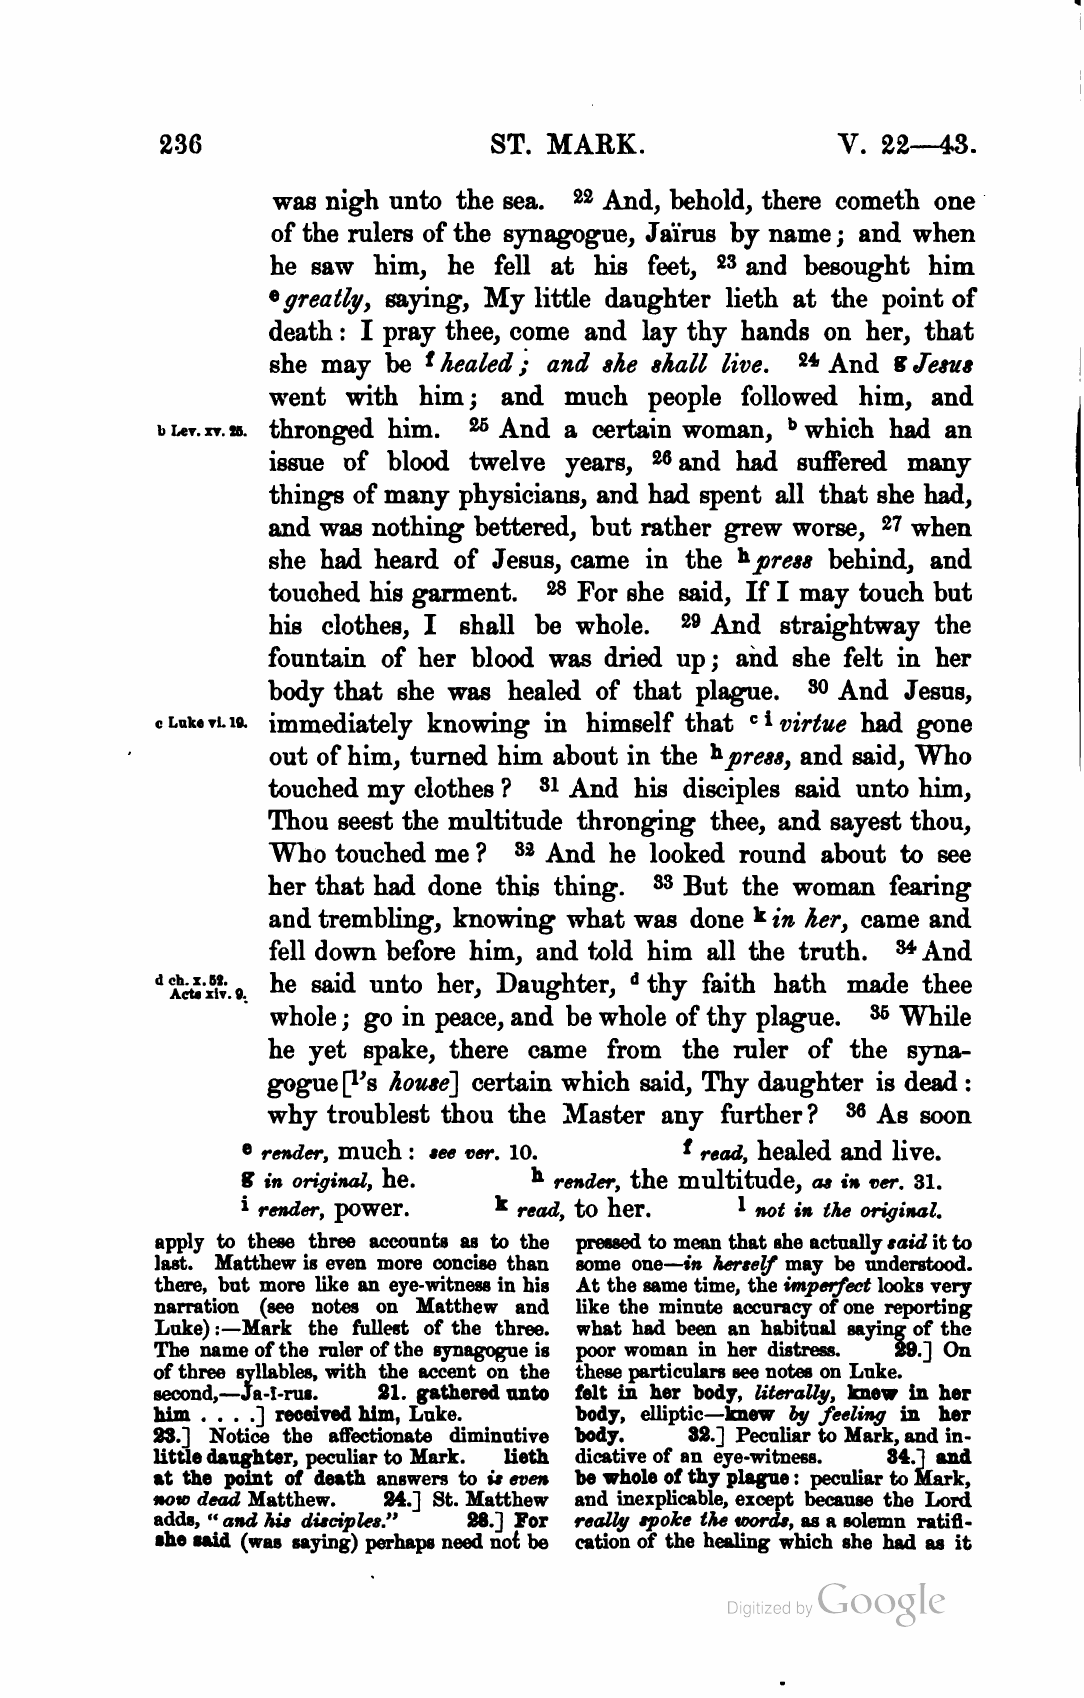 236 ST. MARK. V. 22—43.
was nigh unto the sea. 22 And, behold, there cometh one
of the rulers of the synagogue, Jaïrus by name; and when
he saw him, he fell at his feet, 23 and besought him
e greatly, saying, My little daughter lieth at the point of
death: I pray thee, come and lay thy hands on her, that
she may be f healed; and she shall live. 24 And g Jesus
went with him; and much people followed him, and
b Lev. xv. 25. thronged him. 25 And a certain woman, b which had an
issue of blood twelve years, 26 and had suffered many
things of many physicians, and had spent all that she had,
and was nothing bettered, but rather grew worse, 27 when
she had heard of Jesus, came in the h press behind, and
touched his garment. 28 For she said, If I may touch but
his clothes, I shall be whole. 29 And straightway the
fountain of her blood was dried up; and she felt in her
body that she was healed of that plague. 30 And Jesus,
c Luke vi. 19. immediately knowing in himself that c i virtue had gone
out of him, turned him about in the h press, and said, Who
touched my clothes? 31 And his disciples said unto him,
Thou seest the multitude thronging thee, and sayest thou,
Who touched me? 32 And he looked round about to see
her that had done this thing. 33 But the woman fearing
and trembling, knowing what was done k in her, came and
fell down before him, and told him all the truth. 34 And
d ch. x. 52. Acts xiv. 9. he said unto her, Daughter, d thy faith hath made thee
whole; go in peace, and be whole of thy plague. 35 While
he yet spake, there came from the ruler of the syna-
gogue [l's house] certain which said, Thy daughter is dead:
why troublest thou the Master any further? 36 As soon
e render, much: see ver. 10. f read, healed and live.
g in original, he. h render, the multitude, as in ver. 31.
i render, power. k read, to her. l not in the original.
apply to these three accounts as to the
last. Matthew is even more concise than
there, but more like an eye-witness in his
narration (see notes on Matthew and
Luke):—Mark the fullest of the three.
The name of the ruler of the synagogue is
of three syllables, with the accent on the
second,—Ja-I-rus. 21. gathered unto
him . . . .] received him, Luke.
23.] Notice the affectionate diminutive
little daughter, peculiar to Mark. lieth
at the point of death answers to is even
now dead Matthew. 24.] St. Matthew
adds, "and his disciples." 28.] For
she said (was saying) perhaps need not be
pressed to mean that she actually said it to
some one—in herself may be understood.
At the same time, the imperfect looks very
like the minute accuracy of one reporting
what had been an habitual saying of the
poor woman in her distress. 29.] On
these particulars see notes on Luke.
felt in her body, literally, knew in her
body, elliptic—knew by feeling in her
body. 32.] Peculiar to Mark, and in-
dicative of an eye-witness. 34.] and
be whole of thy plague: peculiar to Mark,
and inexplicable, except because the Lord
really spoke the words, as a solemn ratifi-
cation of the healing which she had as it
Digitized by Google